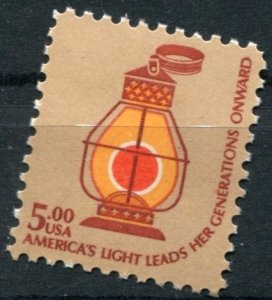 5.00
USA
AMERICA'S LIGHT LEADS HER GENERATIONS ONWARD